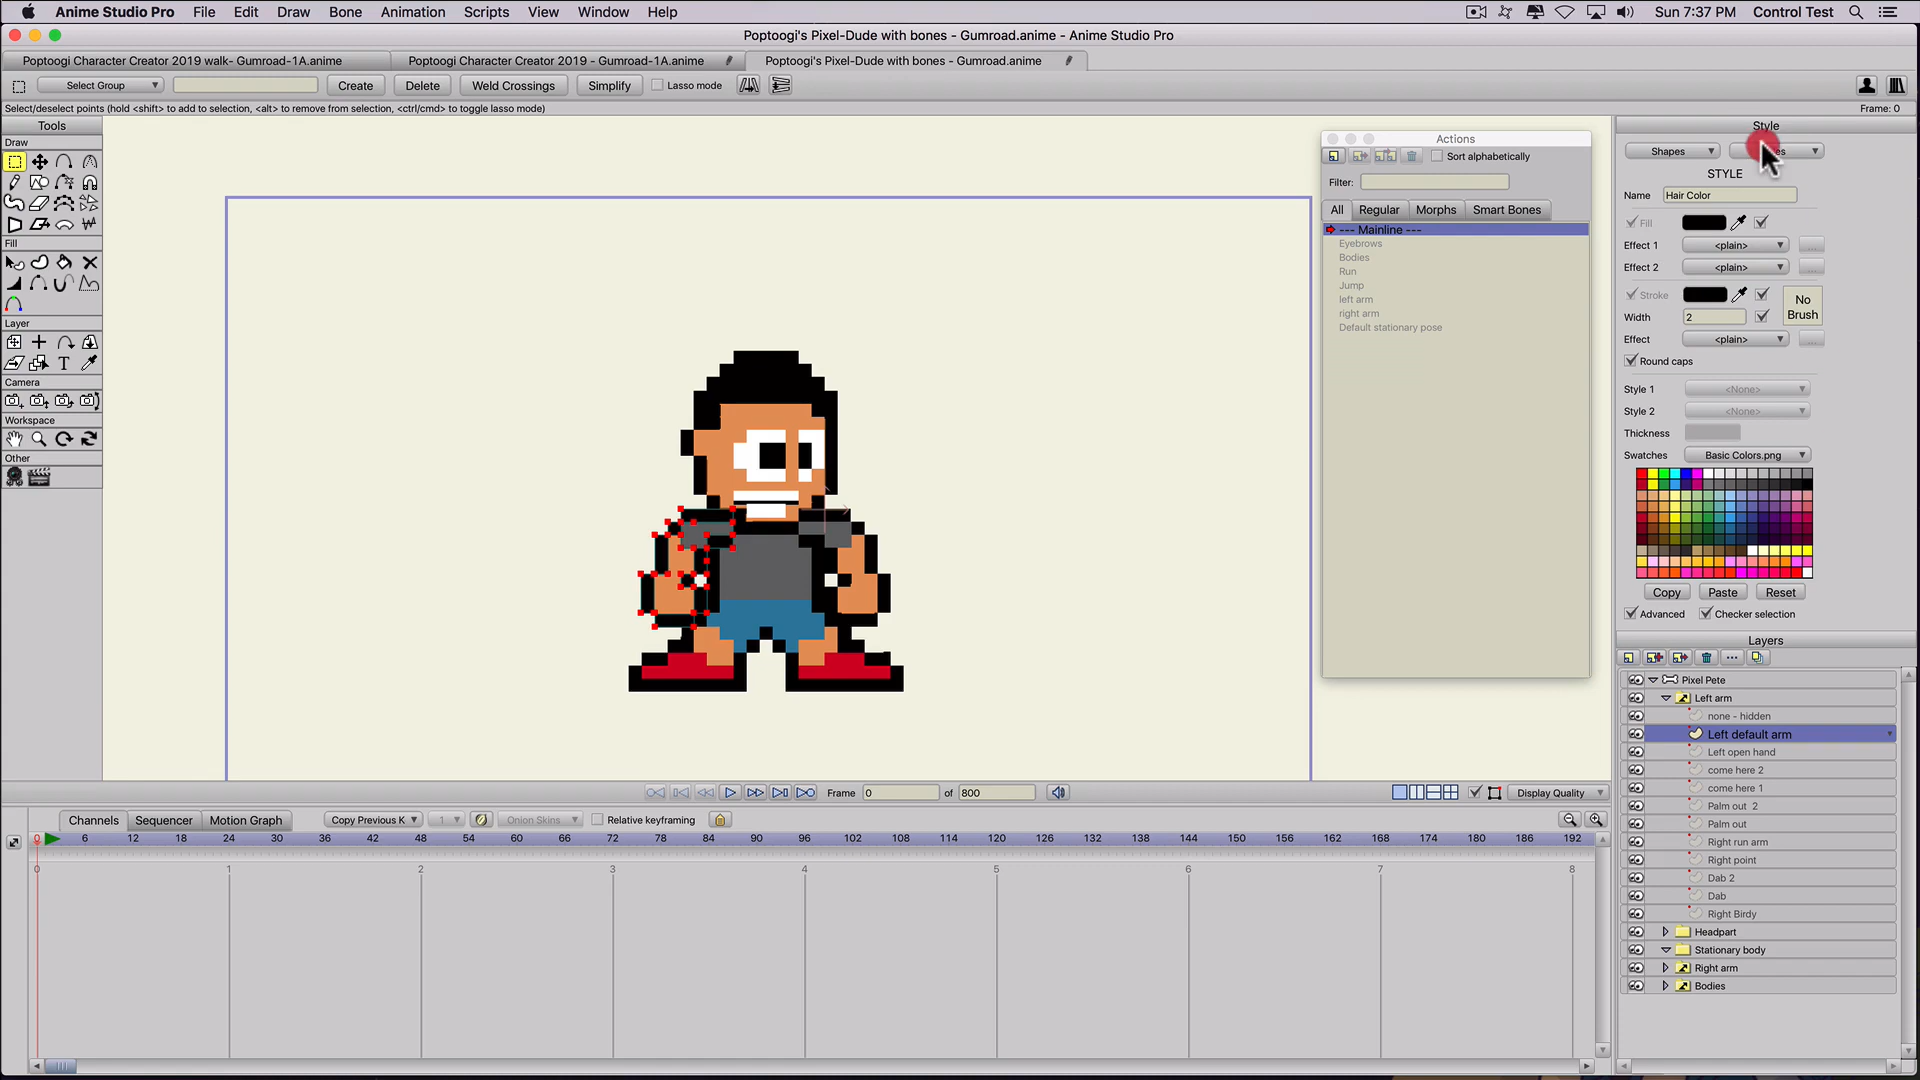 Anime Studio Pro File Edit Draw Bone Animation Scripts View Window Help Sun 7:37 PM Control Test
Poptoogi's Pixel-Dude with bones - Gumroad.anime - Anime Studio Pro
Poptoogi Character Creator 2019 walk- Gumroad-1A.anime Poptoogi Character Creator 2019 - Gumroad-1A.anime Poptoogi's Pixel-Dude with bones - Gumroad.anime
Select Group Create Delete Weld Crossings Simplify Lasso mode
Select/deselect points (hold <shift> to add to selection, <alt> to remove from selection, <ctrl/cmd> to toggle lasso mode) Frame: 0
Tools
Draw
Fill
Layer
T
Camera
Workspace
Other
Actions
Sort alphabetically
Filter:
All Regular Morphs Smart Bones
--- Mainline ---
Eyebrows
Bodies
Run
Jump
left arm
right arm
Default stationary pose
Style
Shapes
STYLE
Name Hair Color
Fill
Effect 1 <plain> ...
Effect 2 <plain> ...
Stroke
No
Brush
Width 2
Effect <plain> ...
Round caps
Style 1 <None>
Style 2 <None>
Thickness
Swatches Basic Colors.png
Copy Paste Reset
Advanced Checker selection
Layers
Pixel Pete
Left arm
none - hidden
Left default arm
Left open hand
come here 2
come here 1
Palm out 2
Palm out
Right run arm
Right point
Dab 2
Dab
Right Birdy
Headpart
Stationary body
Right arm
Bodies
Frame 0 of 800 Display Quality
Channels Sequencer Motion Graph Copy Previous K 1 Onion Skins Relative keyframing
0 6 12 18 24 30 36 42 48 54 60 66 72 78 84 90 96 102 108 114 120 126 132 138 144 150 156 162 168 174 180 186 192
0 1 2 3 4 5 6 7 8